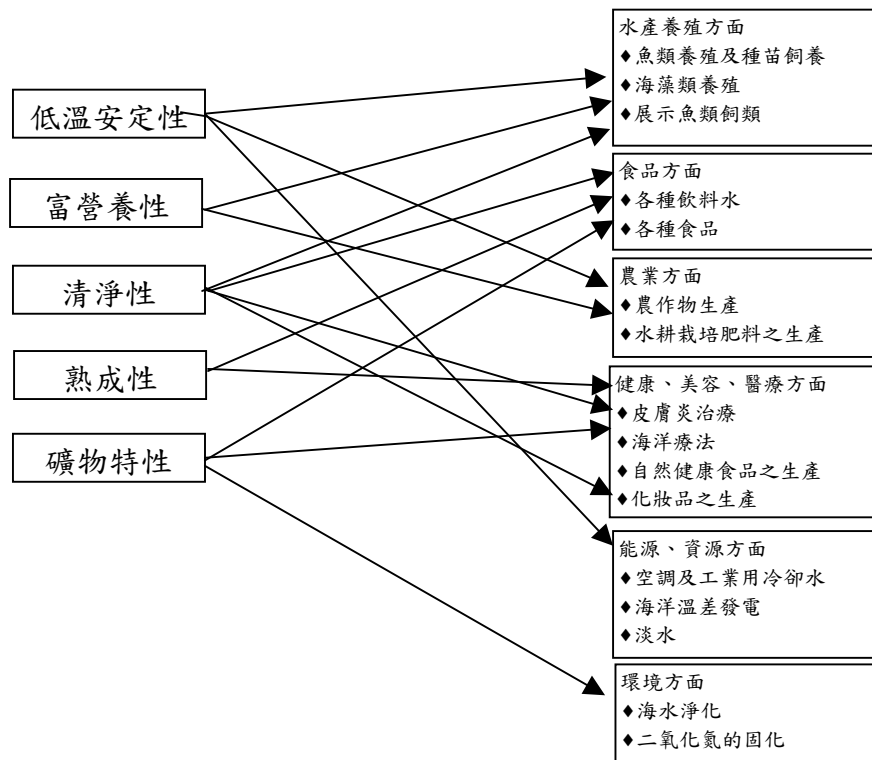 低溫安定性
富營養性
清淨性
熟成性
礦物特性
水產養殖方面
♦魚類養殖及種苗飼養
♦海藻類養殖
♦展示魚類飼類
食品方面
♦各種飲料水
♦各種食品
農業方面
♦農作物生產
♦水耕栽培肥料之生產
健康、美容、醫療方面
♦皮膚炎治療
♦海洋療法
♦自然健康食品之生產
♦化妝品之生產
能源、資源方面
♦空調及工業用冷卻水
♦海洋溫差發電
♦淡水
環境方面
♦海水淨化
♦二氧化氮的固化